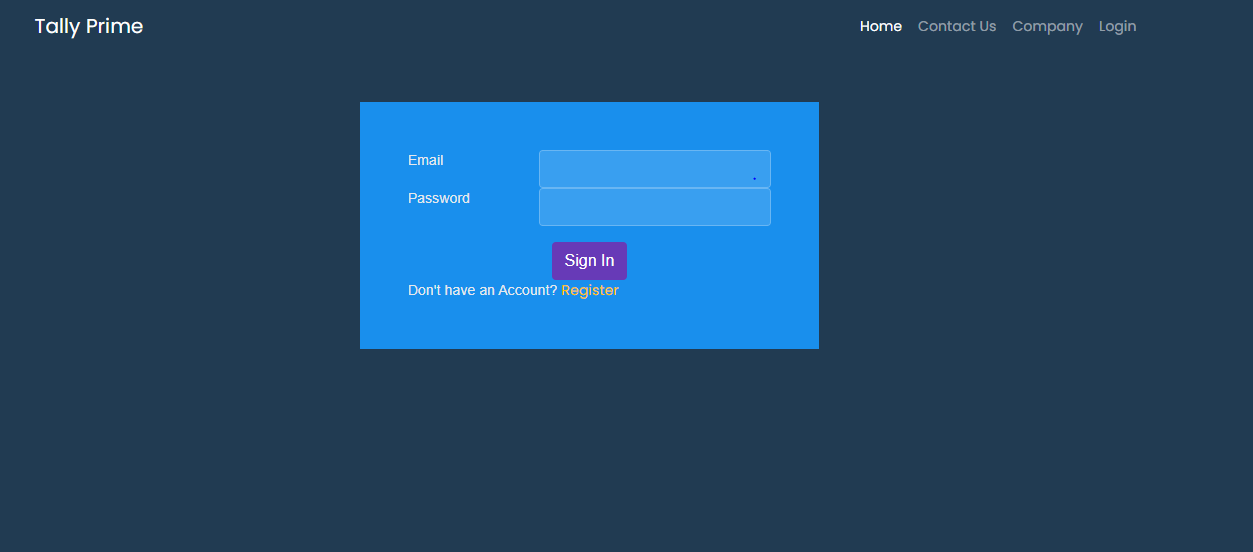 Tally Prime Home Contact Us Company Login
Email
Password
Sign In
Don't have an Account? Register